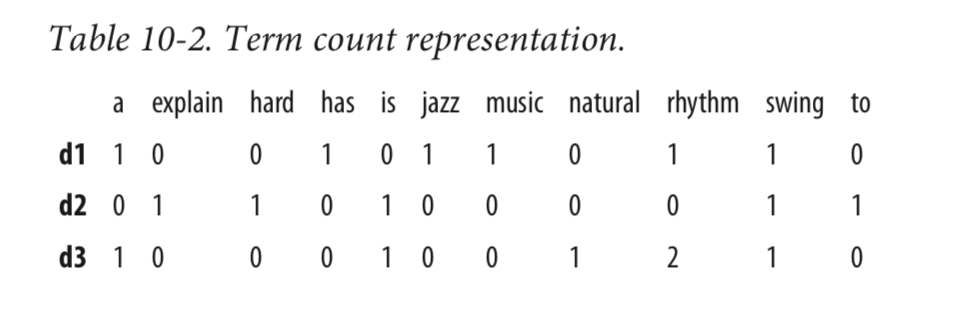 Table 10-2. Term count representation.
a explain hard has is jazz music natural rhythm swing to
d1 1 0 0 1 0 1 1 0 1 1 0
d2 0 1 1 0 1 0 0 0 0 1 1
d3 1 0 0 0 1 0 0 1 2 1 0